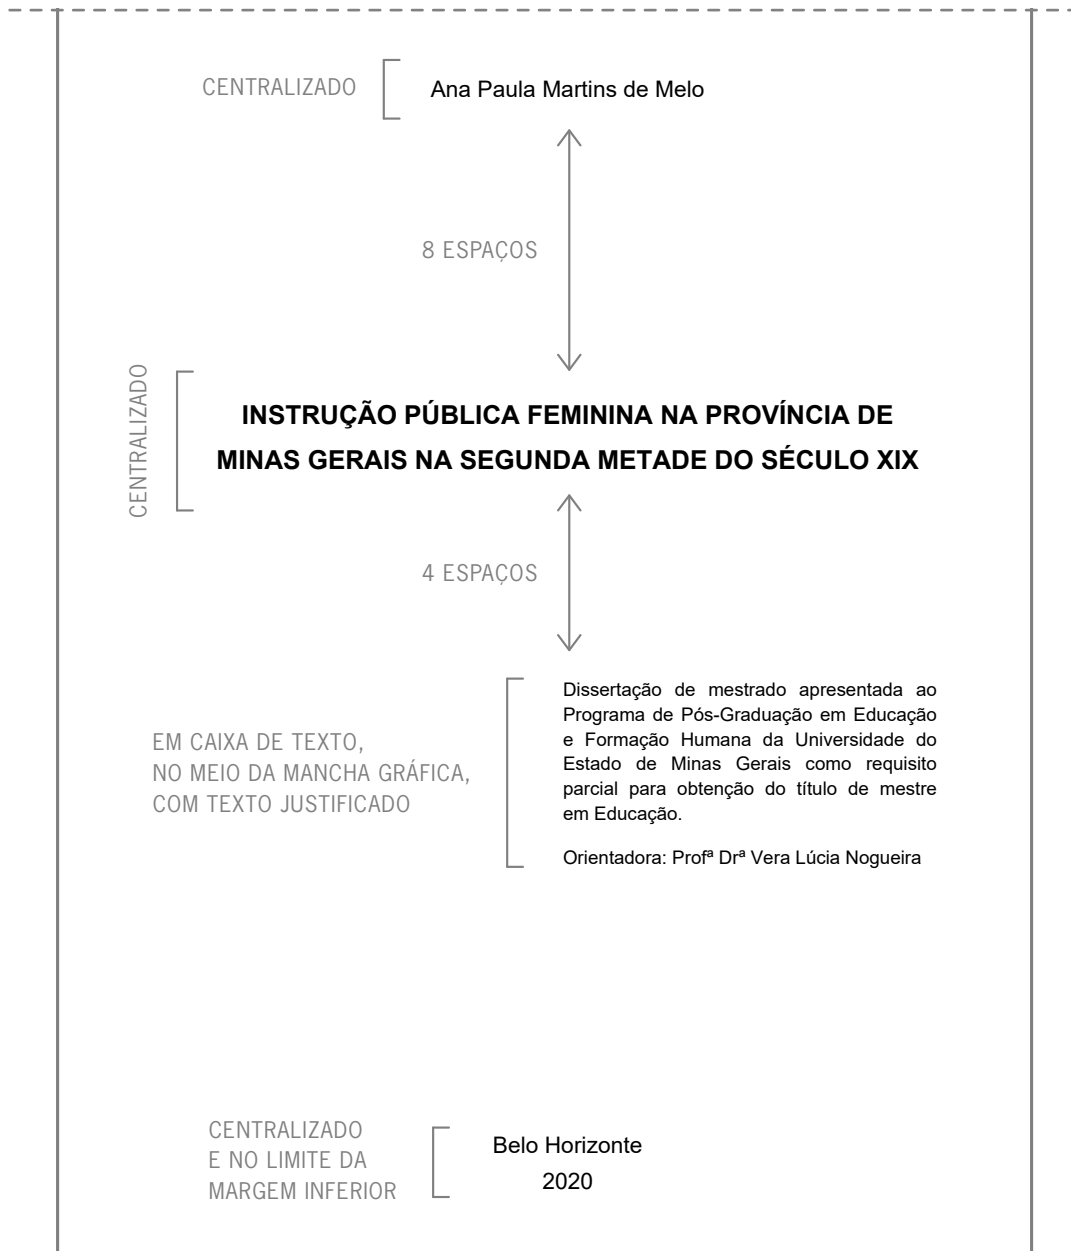 CENTRALIZADO
Ana Paula Martins de Melo
8 ESPAÇOS
CENTRALIZADO
INSTRUÇÃO PÚBLICA FEMININA NA PROVÍNCIA DE
MINAS GERAIS NA SEGUNDA METADE DO SÉCULO XIX
4 ESPAÇOS
EM CAIXA DE TEXTO,
NO MEIO DA MANCHA GRÁFICA,
COM TEXTO JUSTIFICADO
Dissertação de mestrado apresentada ao
Programa de Pós-Graduação em Educação
e Formação Humana da Universidade do
Estado de Minas Gerais como requisito
parcial para obtenção do título de mestre
em Educação.
Orientadora: Profª Drª Vera Lúcia Nogueira
CENTRALIZADO
E NO LIMITE DA
MARGEM INFERIOR
Belo Horizonte
2020